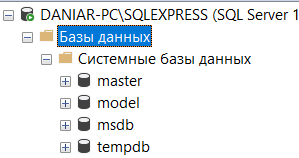 DANIAR-PC\SQLEXPRESS (SQL Server 1
Базы данных
Системные базы данных
master
model
msdb
tempdb